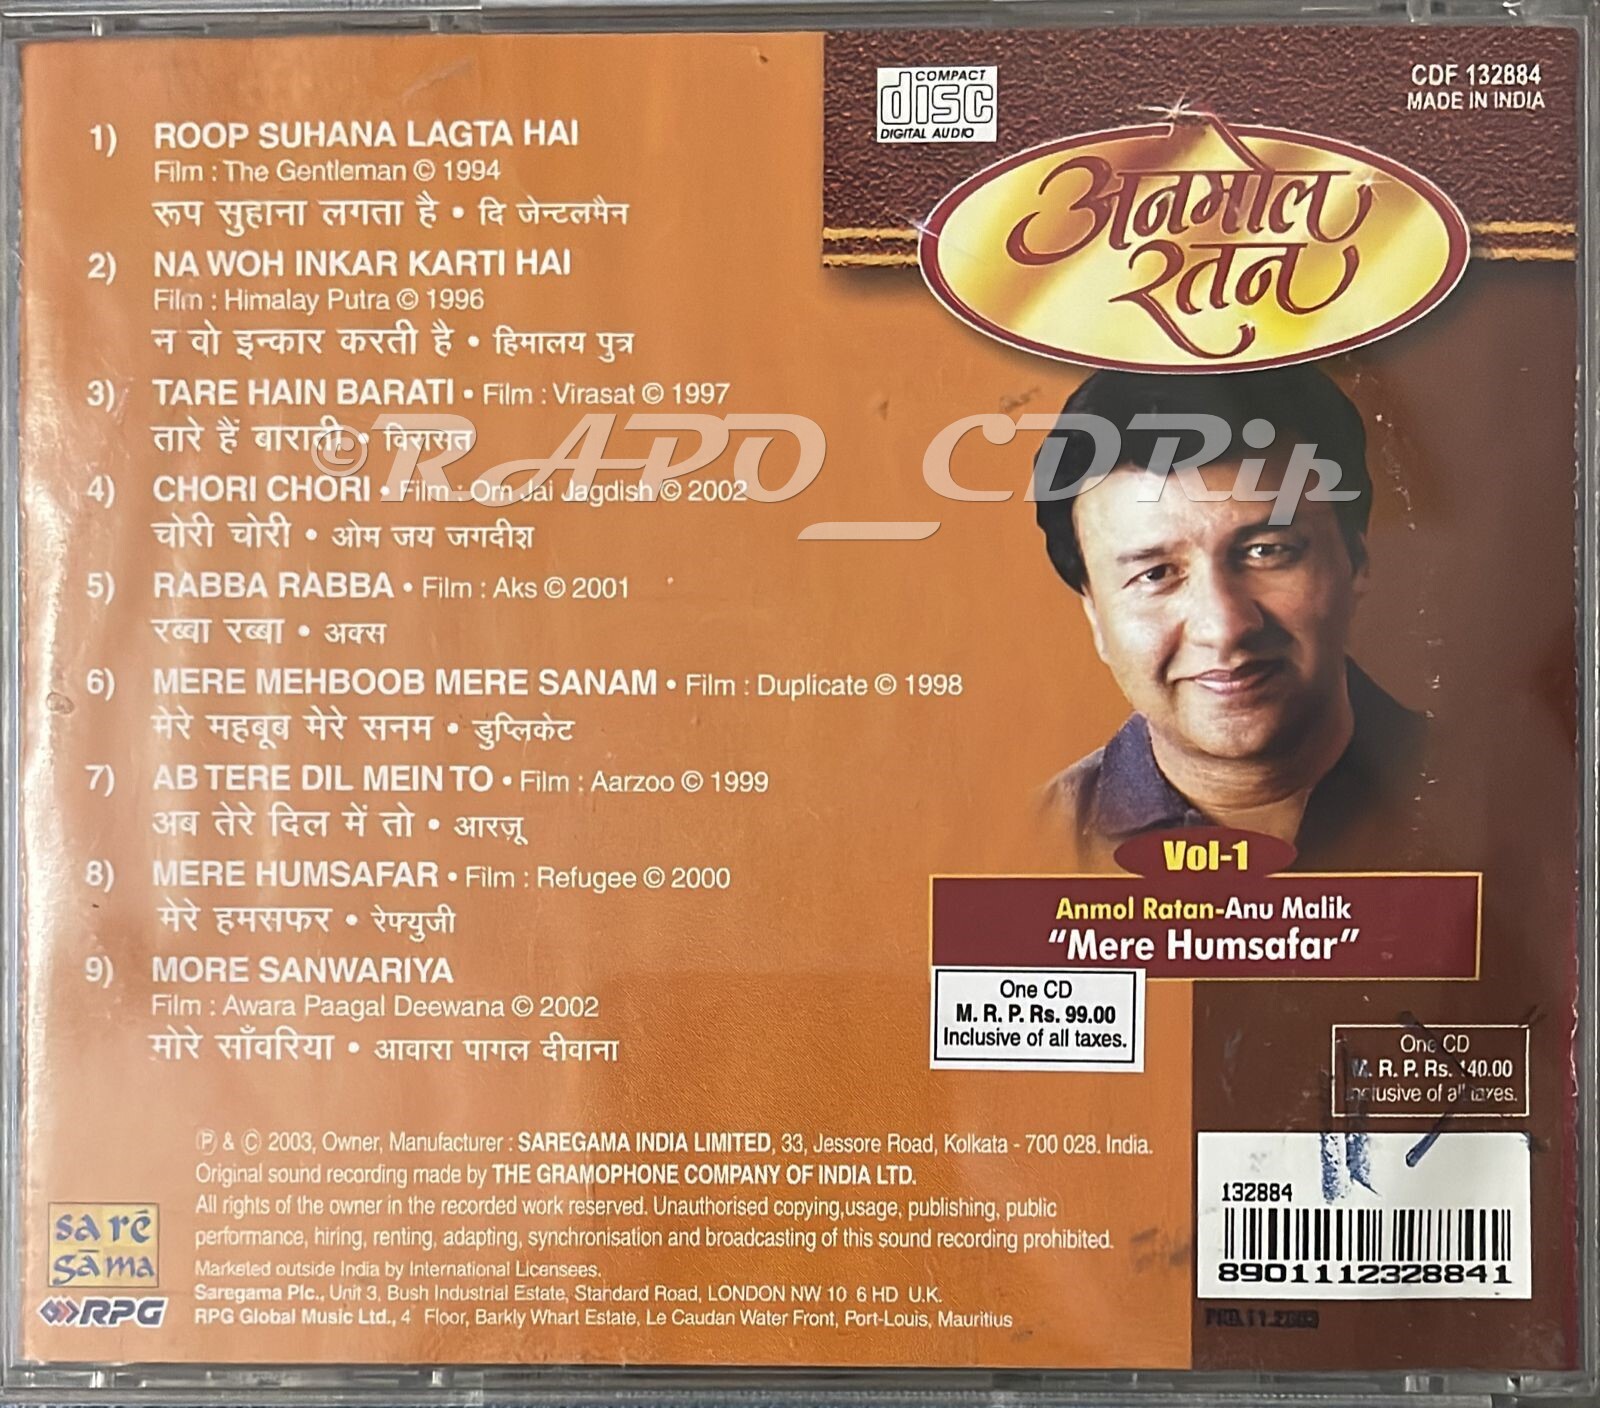 COMPACT
disc
DIGITAL AUDIO
CDF 132884
MADE IN INDIA
अनमोल
रतन
1) ROOP SUHANA LAGTA HAI
Film : The Gentleman © 1994
रूप सुहाना लगता है • दि जेन्टलमैन
2) NA WOH INKAR KARTI HAI
Film : Himalay Putra © 1996
न वो इन्कार करती है • हिमालय पुत्र
3) TARE HAIN BARATI • Film : Virasat © 1997
तारे हैं बाराती • विरासत
©RAPO_CDRip
4) CHORI CHORI • Film : Om Jai Jagdish © 2002
चोरी चोरी • ओम जय जगदीश
5) RABBA RABBA • Film : Aks © 2001
रब्बा रब्बा • अक्स
6) MERE MEHBOOB MERE SANAM • Film : Duplicate © 1998
मेरे महबूब मेरे सनम • डुप्लिकेट
7) AB TERE DIL MEIN TO • Film : Aarzoo © 1999
अब तेरे दिल में तो • आरज़ू
8) MERE HUMSAFAR • Film : Refugee © 2000
मेरे हमसफर • रेफ्युजी
9) MORE SANWARIYA
Film : Awara Paagal Deewana © 2002
मोरे साँवरिया • आवारा पागल दीवाना
Vol-1
Anmol Ratan-Anu Malik
"Mere Humsafar"
One CD
M. R. P. Rs. 99.00
Inclusive of all taxes.
One CD
M. R. P. Rs. 140.00
Inclusive of all taxes.
℗ & © 2003, Owner, Manufacturer : SAREGAMA INDIA LIMITED, 33, Jessore Road, Kolkata - 700 028. India.
Original sound recording made by THE GRAMOPHONE COMPANY OF INDIA LTD.
All rights of the owner in the recorded work reserved. Unauthorised copying,usage, publishing, public
performance, hiring, renting, adapting, synchronisation and broadcasting of this sound recording prohibited.
Marketed outside India by International Licensees.
Saregama Plc., Unit 3, Bush Industrial Estate, Standard Road, LONDON NW 10 6 HD U.K.
RPG Global Music Ltd., 4 Floor, Barkly Whart Estate, Le Caudan Water Front, Port-Louis, Mauritius
sa re
gama
RPG
132884
8901112328841